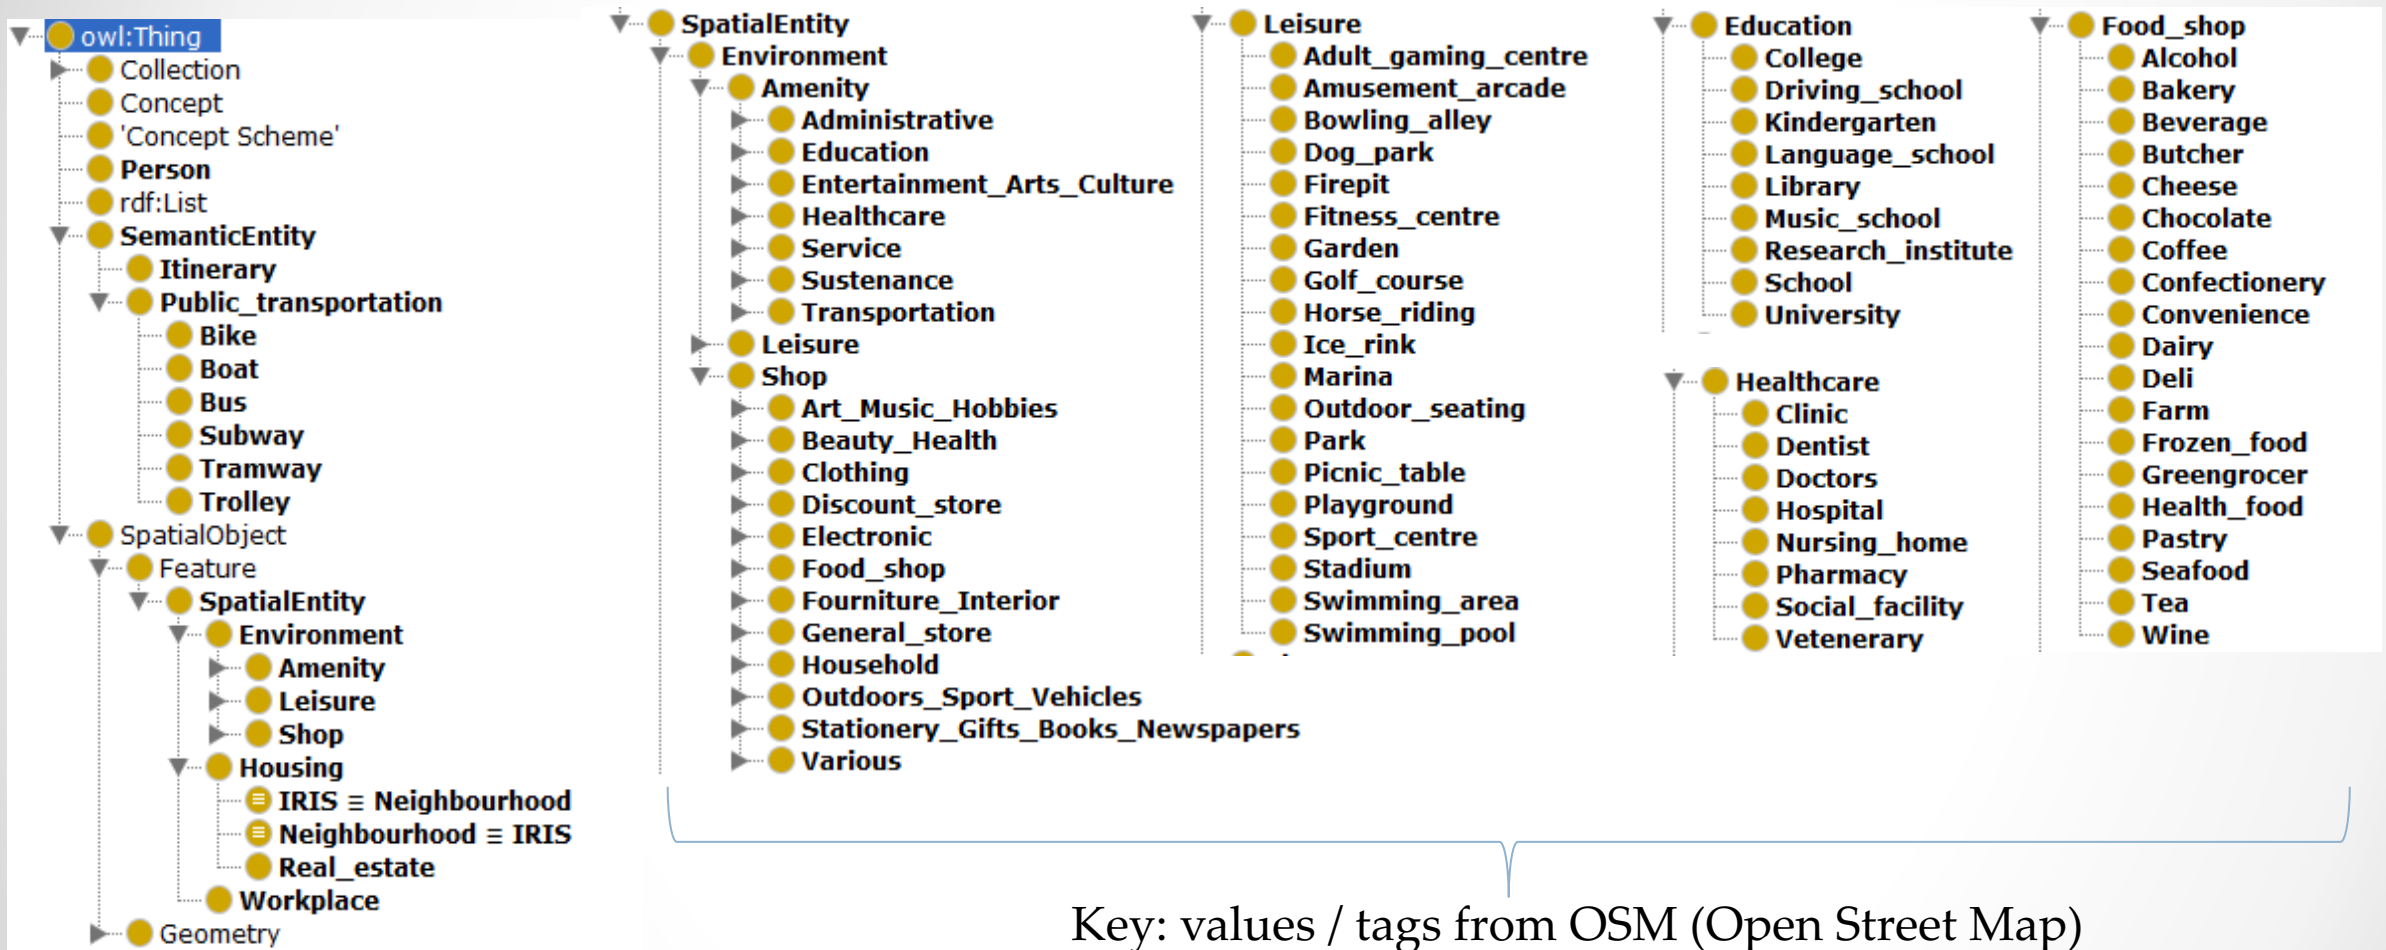 owl:Thing
Collection
Concept
'Concept Scheme'
Person
rdf:List
SemanticEntity
Itinerary
Public_transportation
Bike
Boat
Bus
Subway
Tramway
Trolley
SpatialObject
Feature
SpatialEntity
Environment
Amenity
Leisure
Shop
Housing
IRIS ≡ Neighbourhood
Neighbourhood ≡ IRIS
Real_estate
Workplace
Geometry
SpatialEntity
Environment
Amenity
Administrative
Education
Entertainment_Arts_Culture
Healthcare
Service
Sustenance
Transportation
Leisure
Shop
Art_Music_Hobbies
Beauty_Health
Clothing
Discount_store
Electronic
Food_shop
Fourniture_Interior
General_store
Household
Outdoors_Sport_Vehicles
Stationery_Gifts_Books_Newspapers
Various
Leisure
Adult_gaming_centre
Amusement_arcade
Bowling_alley
Dog_park
Firepit
Fitness_centre
Garden
Golf_course
Horse_riding
Ice_rink
Marina
Outdoor_seating
Park
Picnic_table
Playground
Sport_centre
Stadium
Swimming_area
Swimming_pool
Education
College
Driving_school
Kindergarten
Language_school
Library
Music_school
Research_institute
School
University
Healthcare
Clinic
Dentist
Doctors
Hospital
Nursing_home
Pharmacy
Social_facility
Vetenerary
Food_shop
Alcohol
Bakery
Beverage
Butcher
Cheese
Chocolate
Coffee
Confectionery
Convenience
Dairy
Deli
Farm
Frozen_food
Greengrocer
Health_food
Pastry
Seafood
Tea
Wine
Key: values / tags from OSM (Open Street Map)